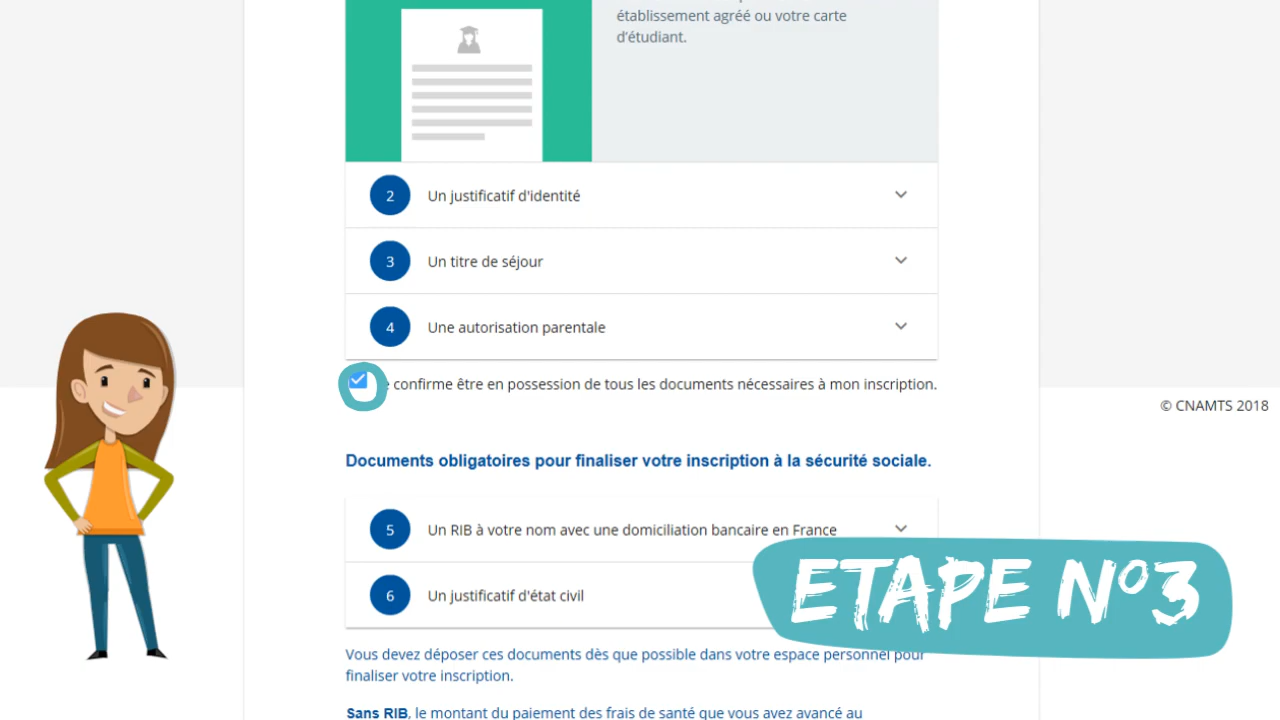 établissement agréé ou votre carte
d'étudiant.
2 Un justificatif d'identité
3 Un titre de séjour
4 Une autorisation parentale
confirme être en possession de tous les documents nécessaires à mon inscription.
© CNAMTS 2018
Documents obligatoires pour finaliser votre inscription à la sécurité sociale.
5 Un RIB à votre nom avec une domiciliation bancaire en France
6 Un justificatif d'état civil
ETAPE N°3
Vous devez déposer ces documents dès que possible dans votre espace personnel pour
finaliser votre inscription.
Sans RIB, le montant du paiement des frais de santé que vous avez avancé au